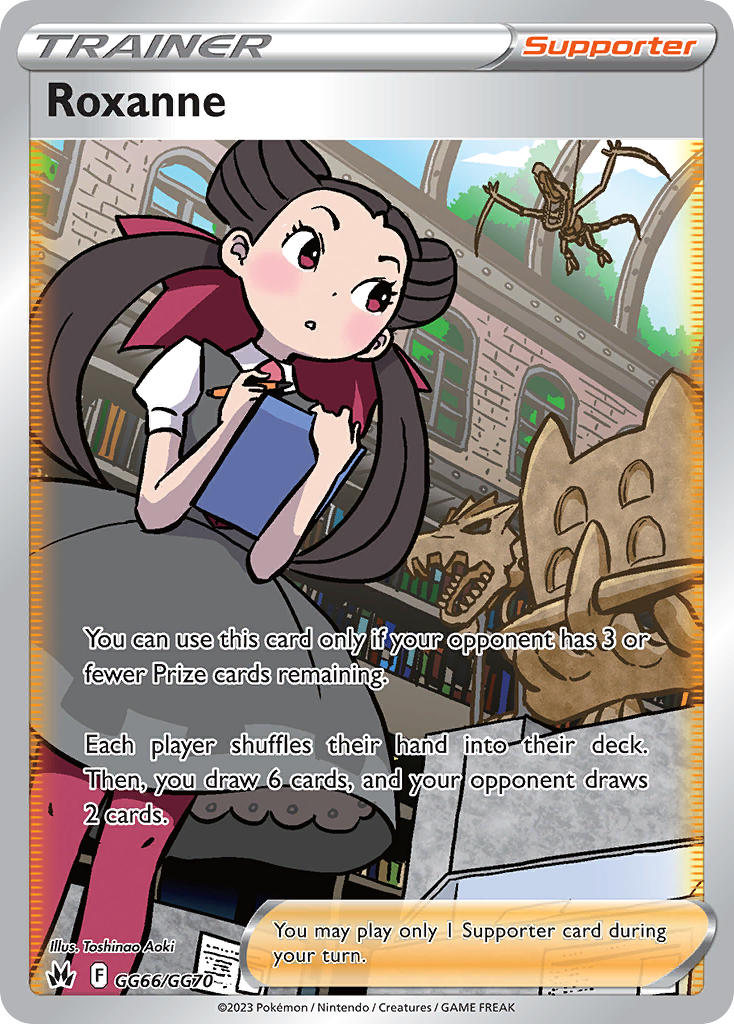 TRAINER
Supporter
Roxanne
You can use this card only if your opponent has 3 or
fewer Prize cards remaining.
Each player shuffles their hand into their deck.
Then, you draw 6 cards, and your opponent draws
2 cards.
You may play only 1 Supporter card during
your turn.
Illus. Toshinao Aoki
F GG66/GG70
©2023 Pokémon / Nintendo / Creatures / GAME FREAK